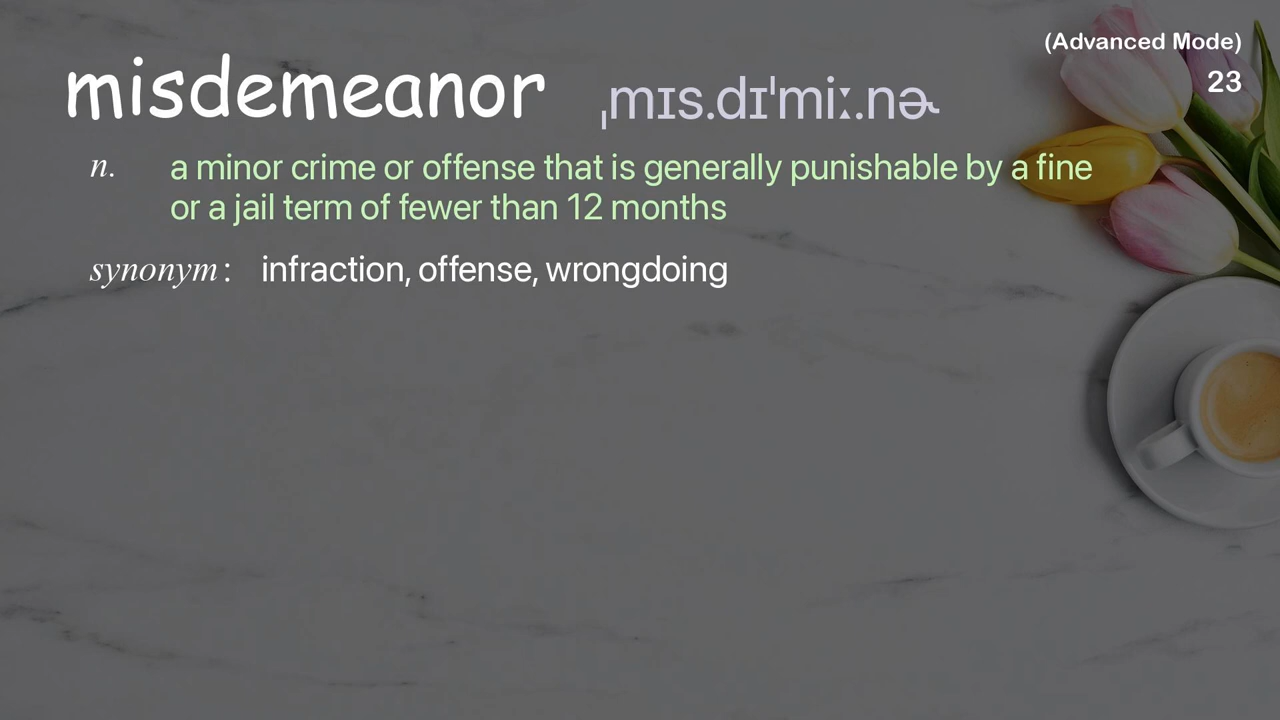 (Advanced Mode)
23
misdemeanor ˌmɪs.dɪˈmiː.nɚ
n. a minor crime or offense that is generally punishable by a fine
or a jail term of fewer than 12 months
synonym : infraction, offense, wrongdoing